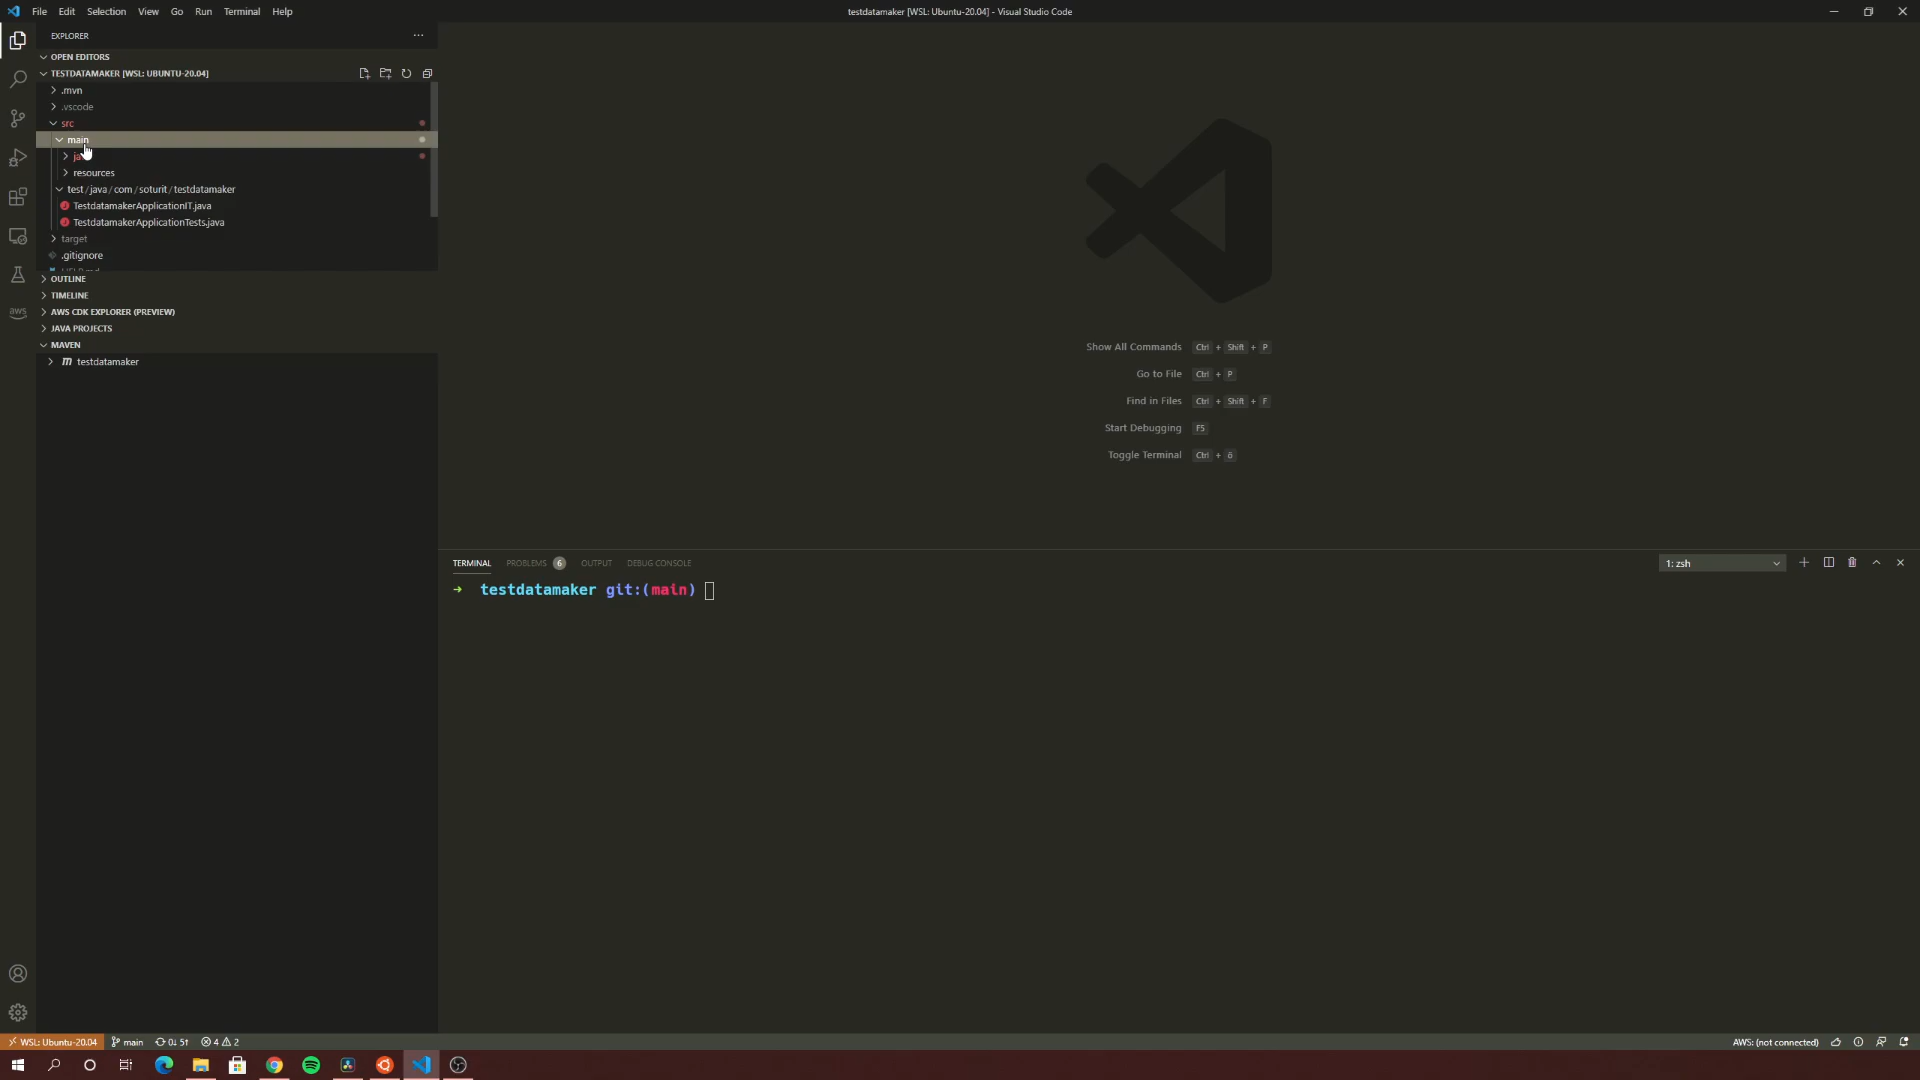 File Edit Selection View Go Run Terminal Help
testdatamaker [WSL: Ubuntu-20.04] - Visual Studio Code
EXPLORER
OPEN EDITORS
TESTDATAMAKER [WSL: UBUNTU-20.04]
.mvn
.vscode
src
main
resources
test / java / com / soturit / testdatamaker
TestdatamakerApplicationIT.java
TestdatamakerApplicationTests.java
target
.gitignore
OUTLINE
TIMELINE
AWS CDK EXPLORER (PREVIEW)
JAVA PROJECTS
MAVEN
m testdatamaker
aws
Show All Commands Ctrl + Shift + P
Go to File Ctrl + P
Find in Files Ctrl + Shift + F
Start Debugging F5
Toggle Terminal Ctrl + ö
TERMINAL PROBLEMS 6 OUTPUT DEBUG CONSOLE
1: zsh
→ testdatamaker git:(main)
WSL: Ubuntu-20.04 main 0↓ 5↑ 4 2
AWS: (not connected)